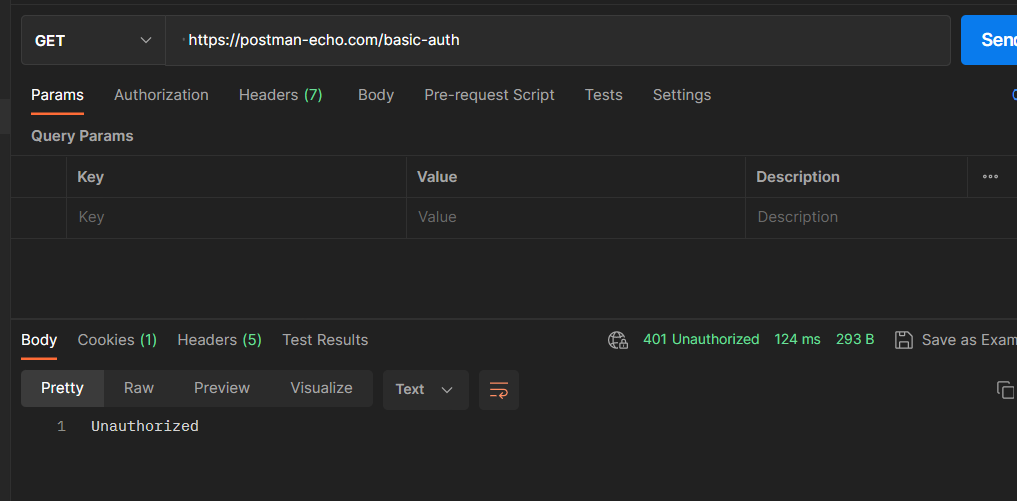 GET https://postman-echo.com/basic-auth Send
Params Authorization Headers (7) Body Pre-request Script Tests Settings
Query Params
Key Value Description
Key Value Description
Body Cookies (1) Headers (5) Test Results 401 Unauthorized 124 ms 293 B Save as Exam
Pretty Raw Preview Visualize Text
1 Unauthorized